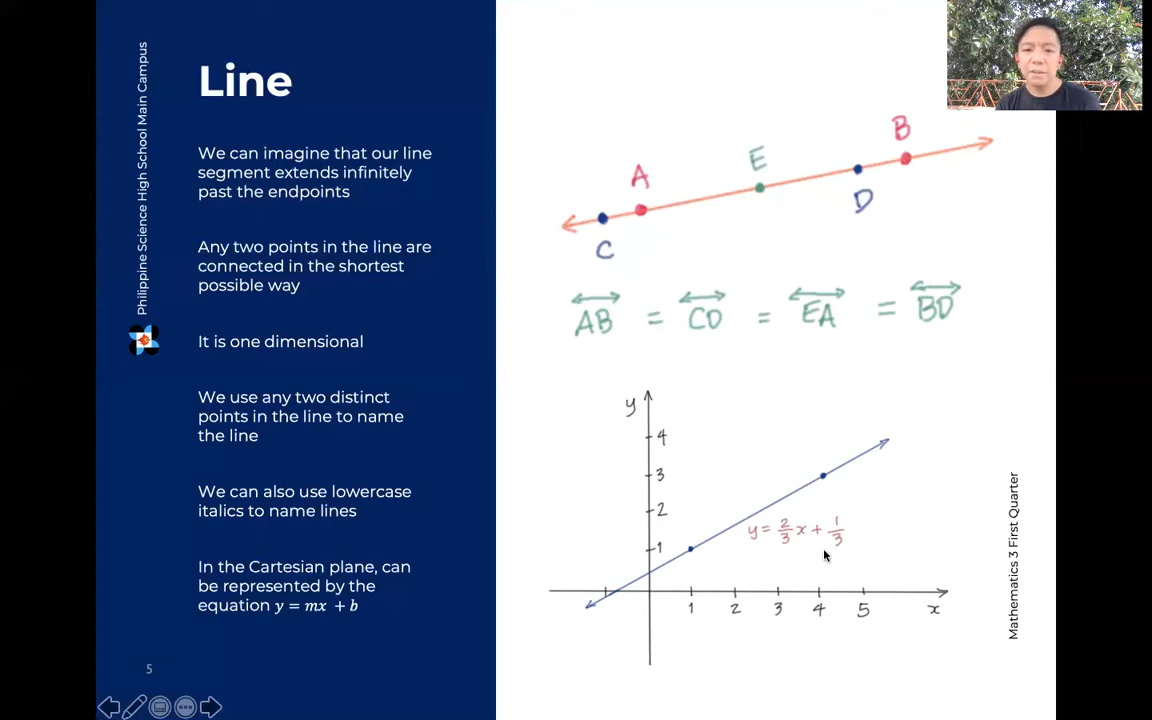 Philippine Science High School Main Campus
Line
We can imagine that our line
segment extends infinitely
past the endpoints
Any two points in the line are
connected in the shortest
possible way
It is one dimensional
We use any two distinct
points in the line to name
the line
We can also use lowercase
italics to name lines
In the Cartesian plane, can
be represented by the
equation y = mx + b
5
A
E
B
C
D
AB = CD = EA = BD
y
4
3
2
1
y = 2/3 x + 1/3
1 2 3 4 5 x
Mathematics 3 First Quarter